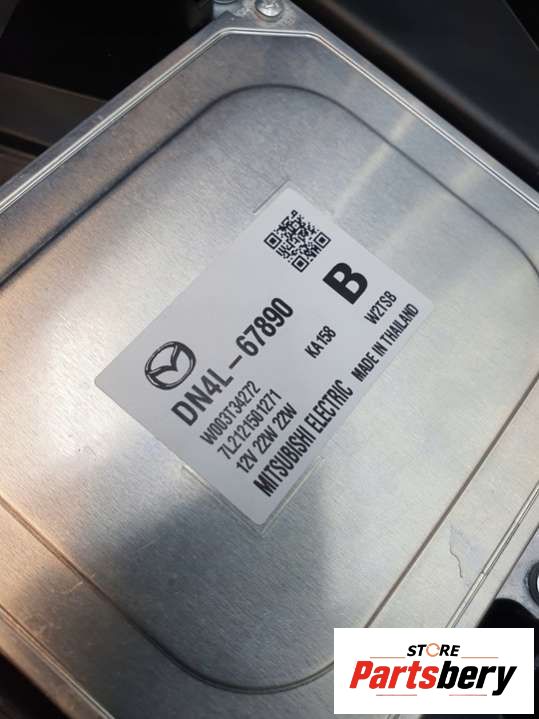 B
DN4L-67890
KA158
W2TSB
W003T34272
7L2121501271
12V 22W 22W
MITSUBISHI ELECTRIC MADE IN THAILAND
STORE
Partsbery